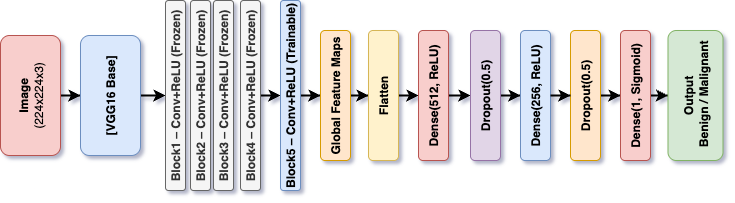 Image
(224x224x3)
[VGG16 Base]
Block1 – Conv+ReLU (Frozen)
Block2 – Conv+ReLU (Frozen)
Block3 – Conv+ReLU (Frozen)
Block4 – Conv+ReLU (Frozen)
Block5 – Conv+ReLU (Trainable)
Global Feature Maps
Flatten
Dense(512, ReLU)
Dropout(0.5)
Dense(256, ReLU)
Dropout(0.5)
Dense(1, Sigmoid)
Output
Benign / Malignant